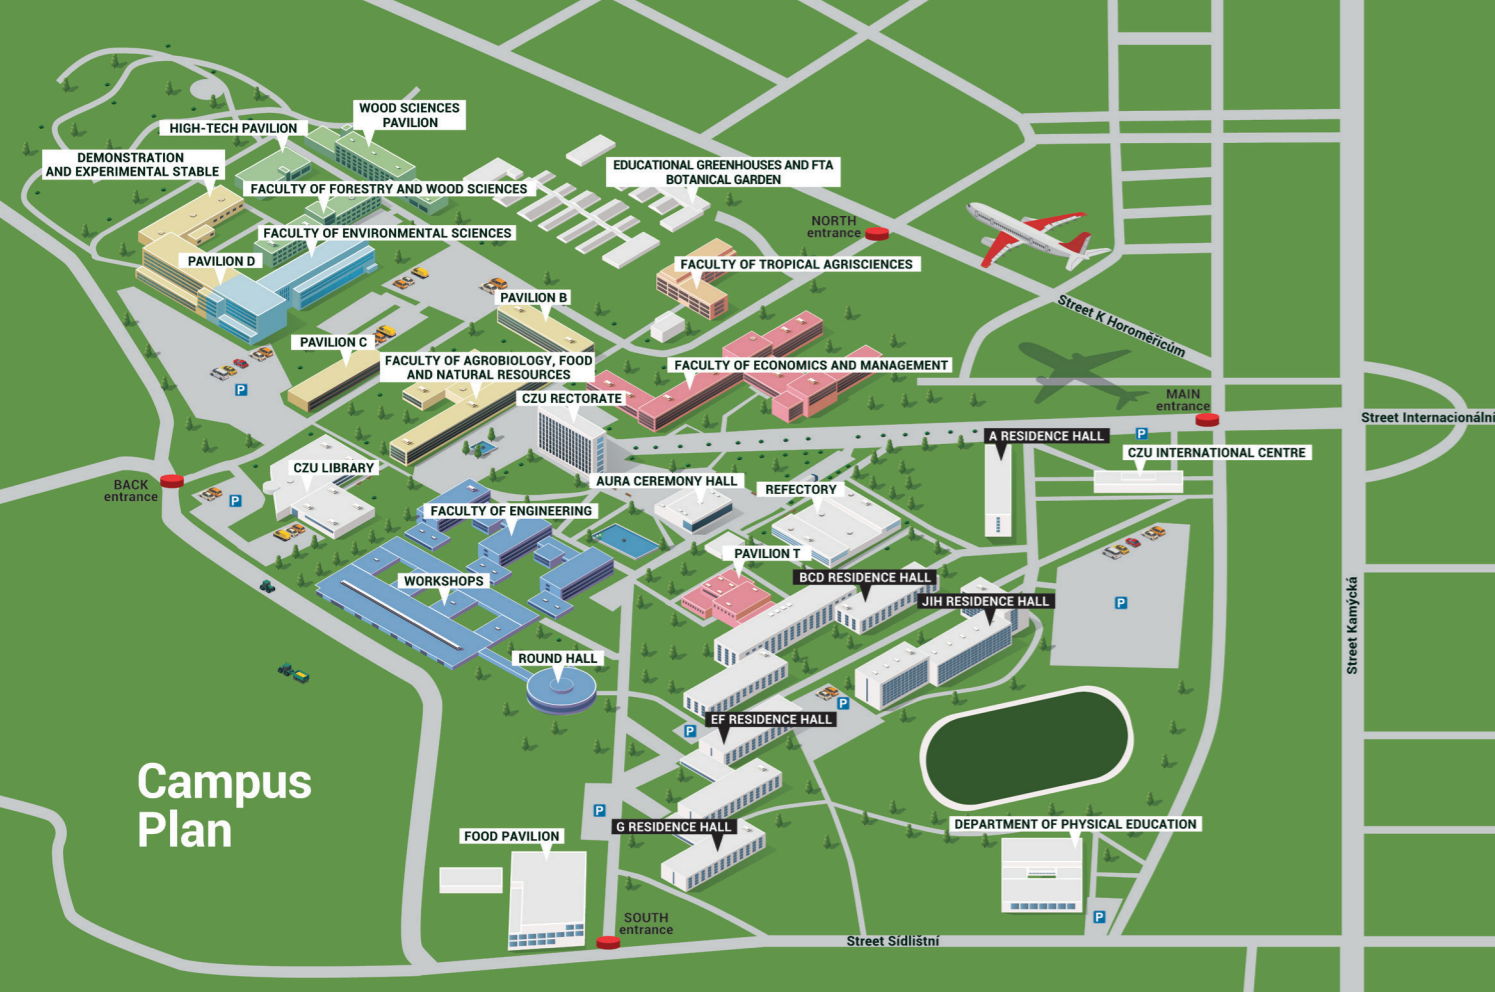 WOOD SCIENCES
PAVILION
HIGH-TECH PAVILION
DEMONSTRATION
AND EXPERIMENTAL STABLE
EDUCATIONAL GREENHOUSES AND FTA
BOTANICAL GARDEN
FACULTY OF FORESTRY AND WOOD SCIENCES
NORTH
entrance
FACULTY OF ENVIRONMENTAL SCIENCES
PAVILION D
FACULTY OF TROPICAL AGRISCIENCES
PAVILION B
Street K Horoměřicům
PAVILION C
FACULTY OF AGROBIOLOGY, FOOD
AND NATURAL RESOURCES
FACULTY OF ECONOMICS AND MANAGEMENT
P
CZU RECTORATE
MAIN
entrance
Street Internacionální
P
A RESIDENCE HALL
CZU INTERNATIONAL CENTRE
CZU LIBRARY
BACK
entrance
P
AURA CEREMONY HALL
REFECTORY
FACULTY OF ENGINEERING
PAVILION T
WORKSHOPS
BCD RESIDENCE HALL
JIH RESIDENCE HALL
P
Street Kamýcká
ROUND HALL
P
EF RESIDENCE HALL
P
Campus
Plan
P
G RESIDENCE HALL
DEPARTMENT OF PHYSICAL EDUCATION
FOOD PAVILION
P
SOUTH
entrance
Street Sídlištní